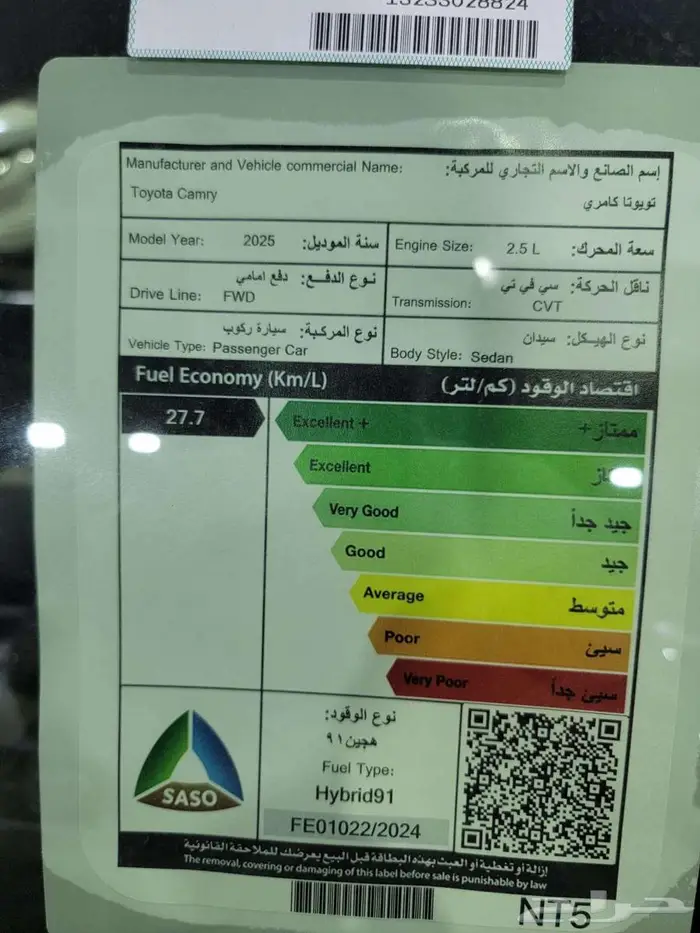 Manufacturer and Vehicle commercial Name: إسم الصانع والاسم التجاري للمركبة:
Toyota Camry تويوتا كامري
Model Year: 2025 سنة الموديل:
Engine Size: 2.5 L سعة المحرك:
نوع الدفع: دفع امامي
Drive Line: FWD
ناقل الحركة: سي في تي
Transmission: CVT
نوع المركبة: سيارة ركوب
Vehicle Type: Passenger Car
نوع الهيكل: سيدان
Body Style: Sedan
Fuel Economy (Km/L) اقتصاد الوقود (كم/لتر)
27.7
Excellent + ممتاز+
Excellent
Very Good جيد جداً
Good جيد
Average متوسط
Poor سيئ
Very Poor سيئ جداً
SASO
نوع الوقود:
هجين٩١
Fuel Type:
Hybrid91
FE01022/2024
إزالة أو تغطية أو العبث بهذه البطاقة قبل البيع يعرضك للملاحقة القانونية
The removal, covering or damaging of this label before sale is punishable by law
NT5
حراج